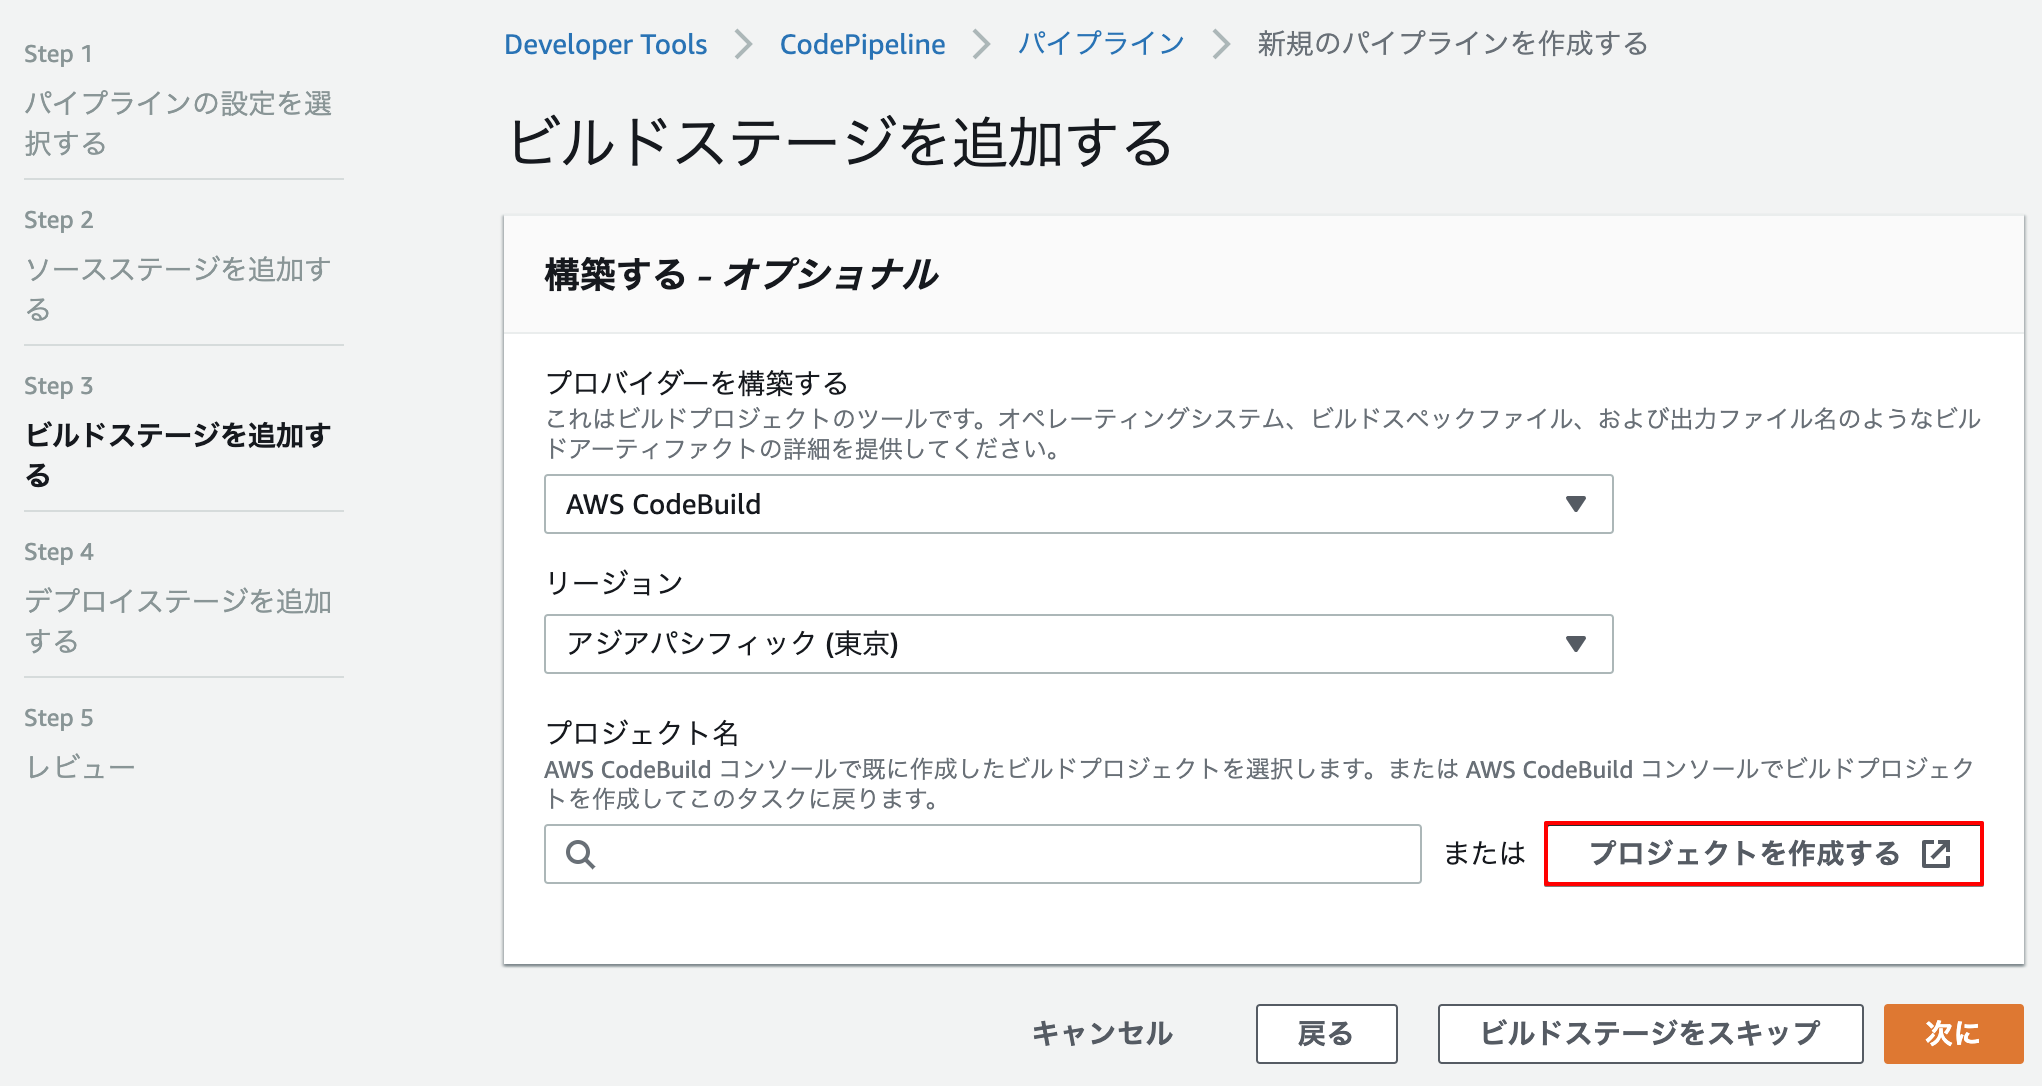 Step 1
パイプラインの設定を選
択する
Step 2
ソースステージを追加す
る
Step 3
ビルドステージを追加す
る
Step 4
デプロイステージを追加
する
Step 5
レビュー
Developer Tools > CodePipeline > パイプライン > 新規のパイプラインを作成する
ビルドステージを追加する
構築する - オプショナル
プロバイダーを構築する
これはビルドプロジェクトのツールです。オペレーティングシステム、ビルドスペックファイル、および出力ファイル名のようなビル
ドアーティファクトの詳細を提供してください。
AWS CodeBuild
リージョン
アジアパシフィック (東京)
プロジェクト名
AWS CodeBuild コンソールで既に作成したビルドプロジェクトを選択します。または AWS CodeBuild コンソールでビルドプロジェク
トを作成してこのタスクに戻ります。
または プロジェクトを作成する
キャンセル 戻る ビルドステージをスキップ 次に